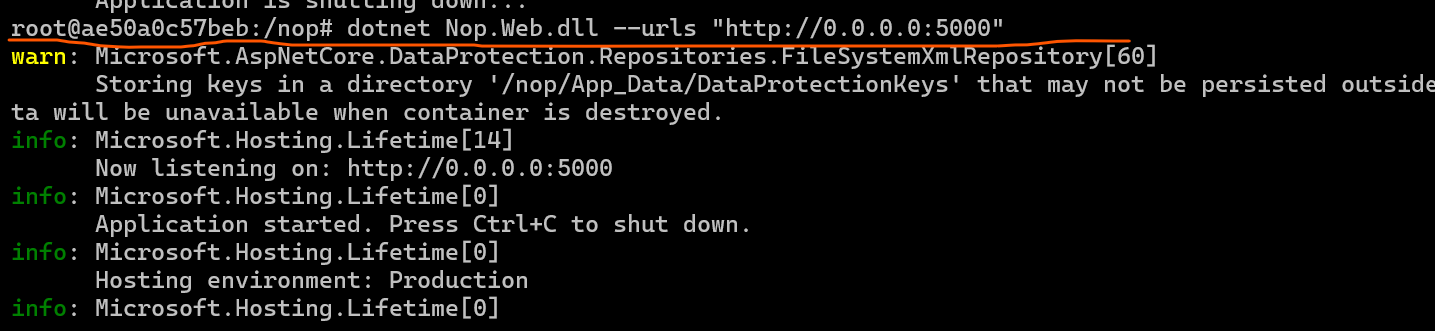 Application is shutting down...
root@ae50a0c57beb:/nop# dotnet Nop.Web.dll --urls "http://0.0.0.0:5000"
warn: Microsoft.AspNetCore.DataProtection.Repositories.FileSystemXmlRepository[60]
      Storing keys in a directory '/nop/App_Data/DataProtectionKeys' that may not be persisted outside
ta will be unavailable when container is destroyed.
info: Microsoft.Hosting.Lifetime[14]
      Now listening on: http://0.0.0.0:5000
info: Microsoft.Hosting.Lifetime[0]
      Application started. Press Ctrl+C to shut down.
info: Microsoft.Hosting.Lifetime[0]
      Hosting environment: Production
info: Microsoft.Hosting.Lifetime[0]